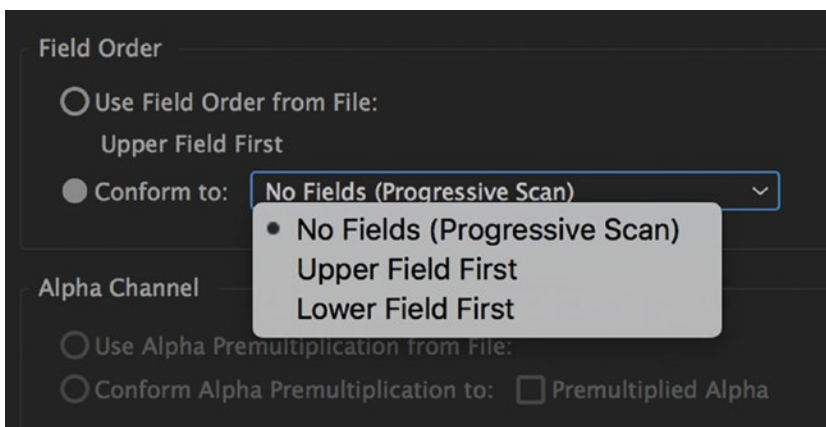 Field Order
Use Field Order from File:
Upper Field First
Conform to: No Fields (Progressive Scan)
No Fields (Progressive Scan)
Upper Field First
Lower Field First
Alpha Channel
Use Alpha Premultiplication from File:
Conform Alpha Premultiplication to: Premultiplied Alpha